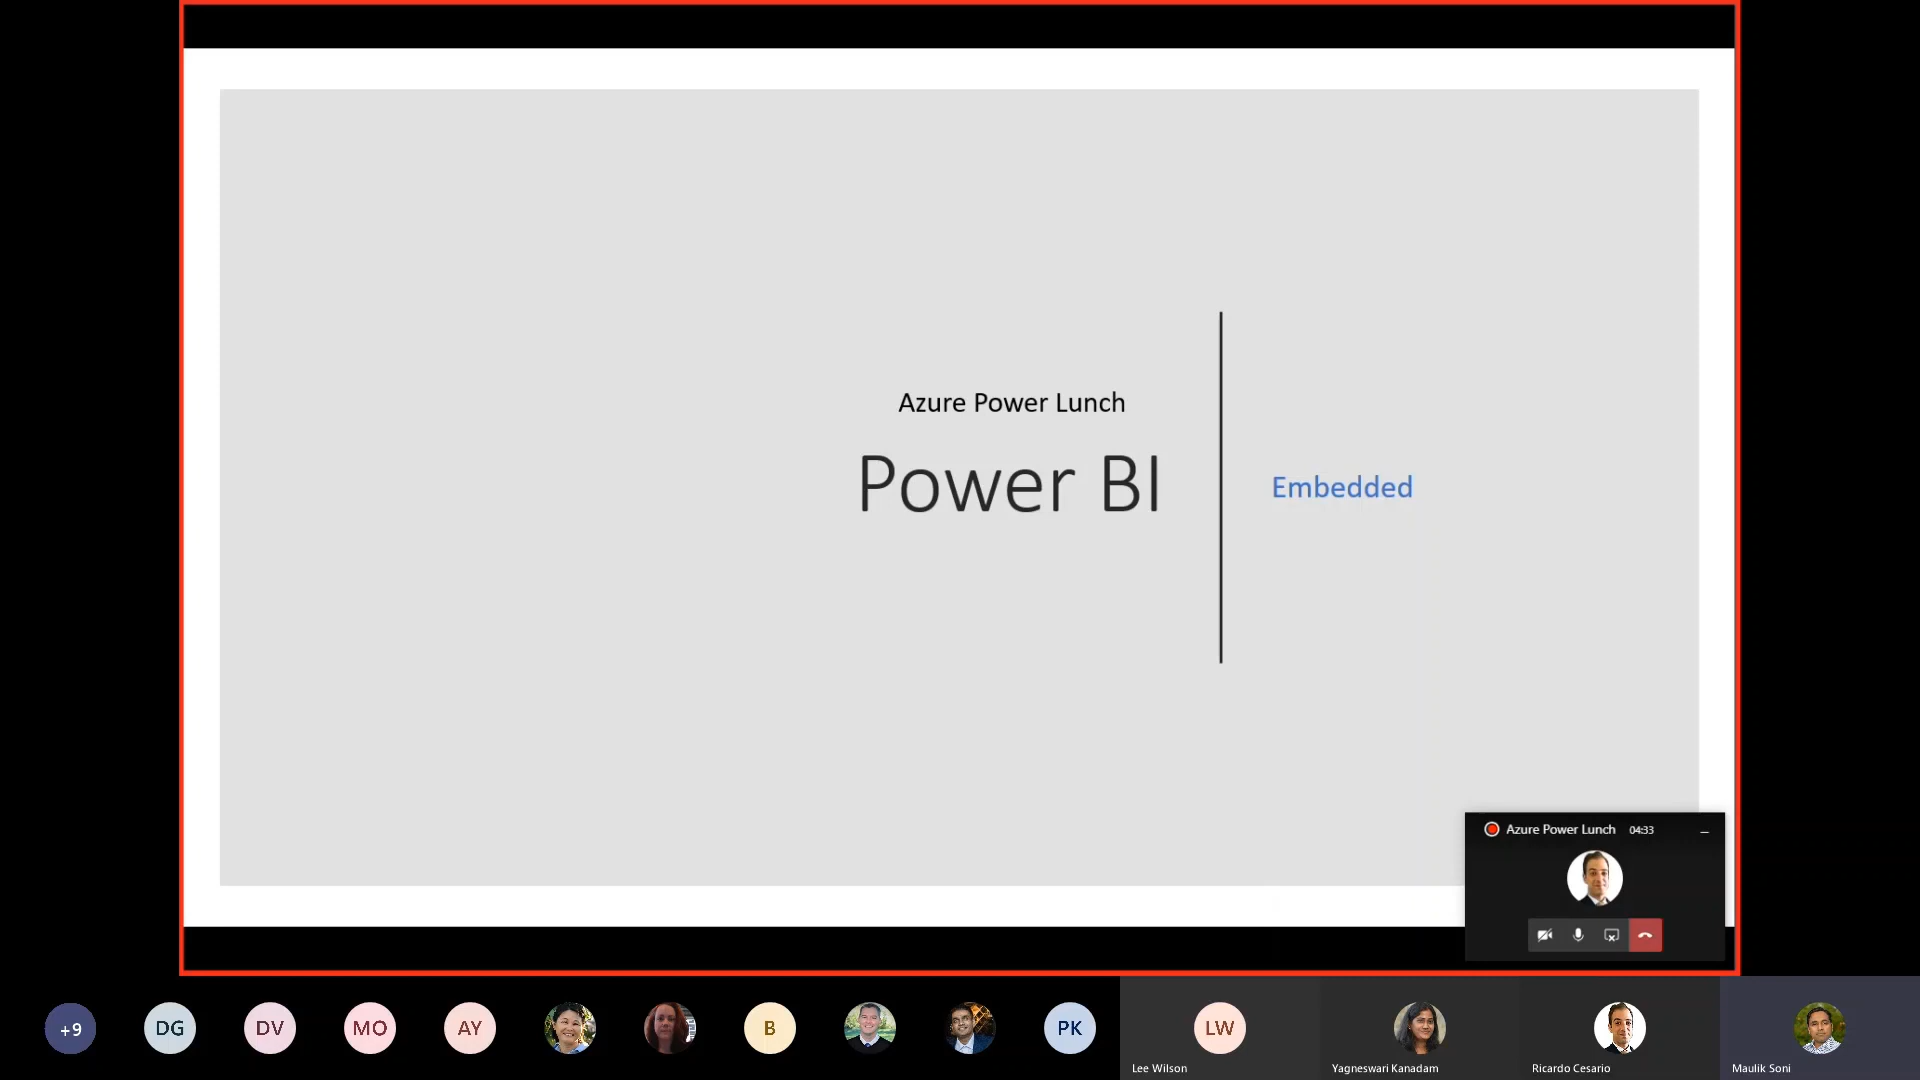 Azure Power Lunch
Power BI
Embedded
Azure Power Lunch 04:33
+9
DG
DV
MO
AY
B
PK
LW
Lee Wilson
Yagneswari Kanadam
Ricardo Cesario
Maulik Soni